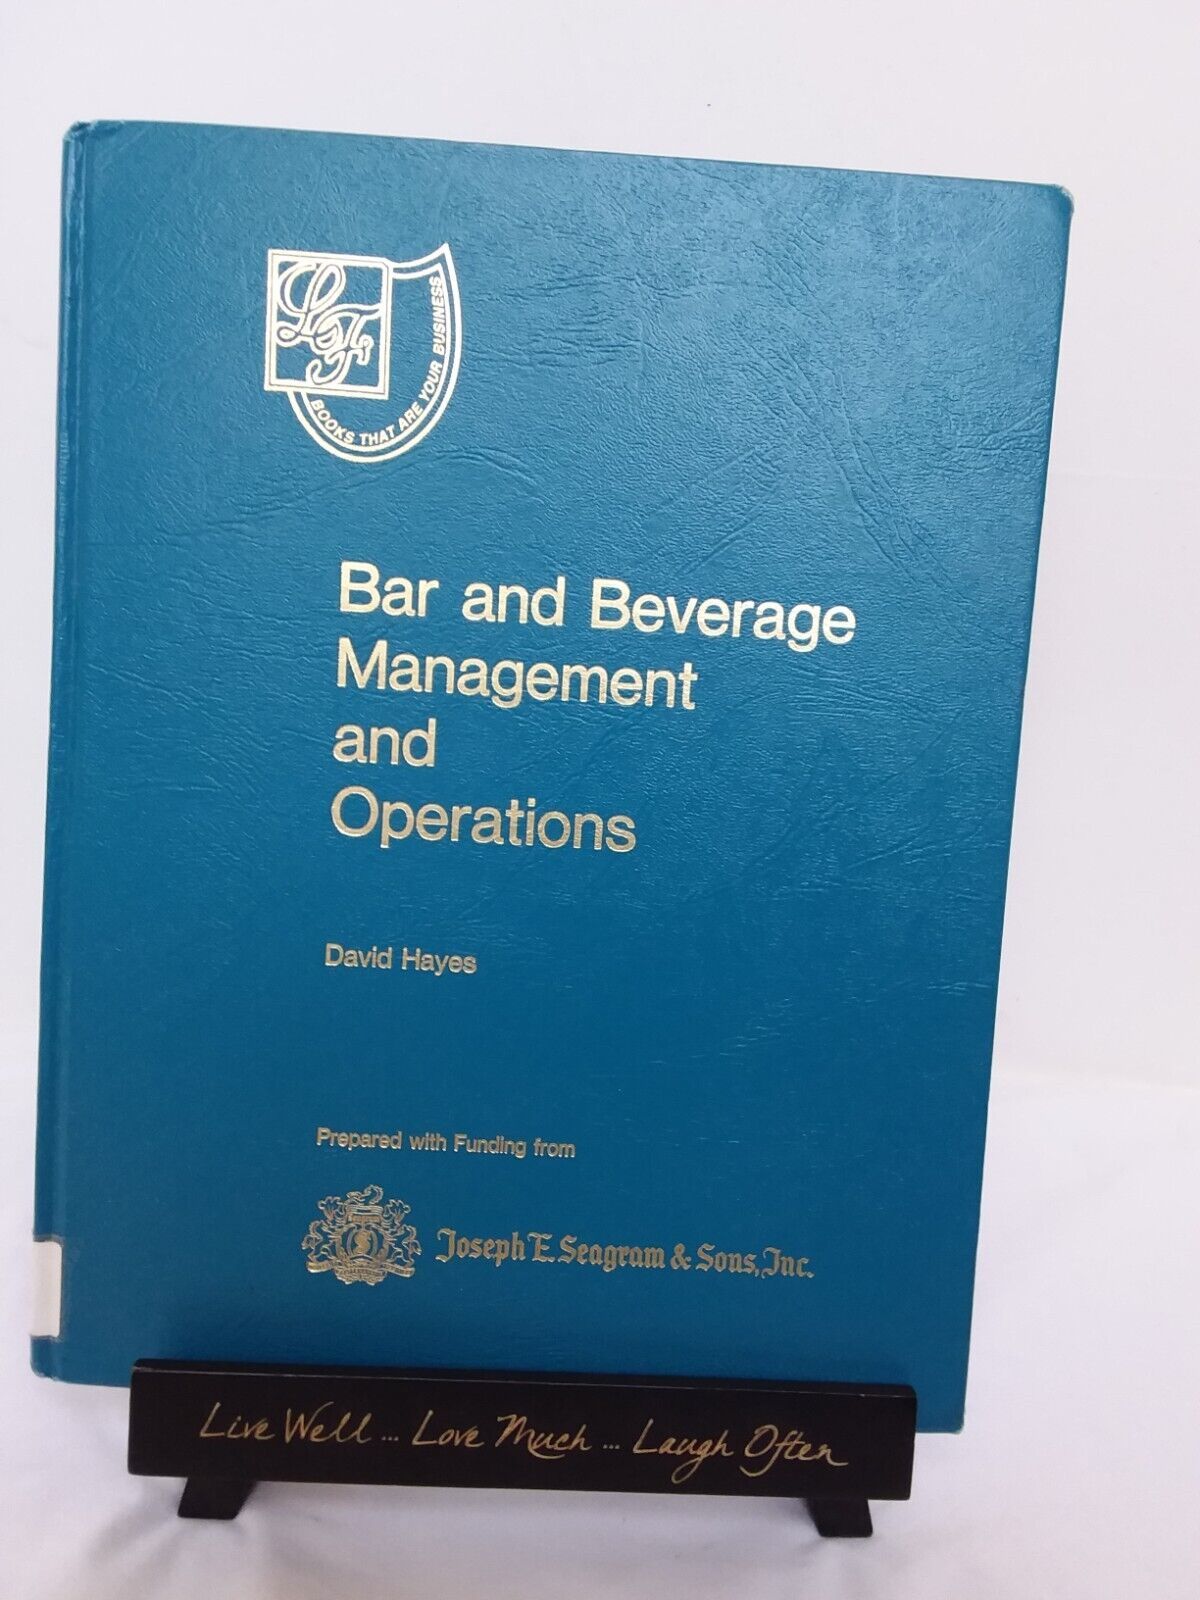 BOOKS THAT ARE YOUR BUSINESS
Bar and Beverage
Management
and
Operations
David Hayes
Prepared with Funding from
Joseph E. Seagram & Sons, Inc.
Live Well ... Love Much ... Laugh Often